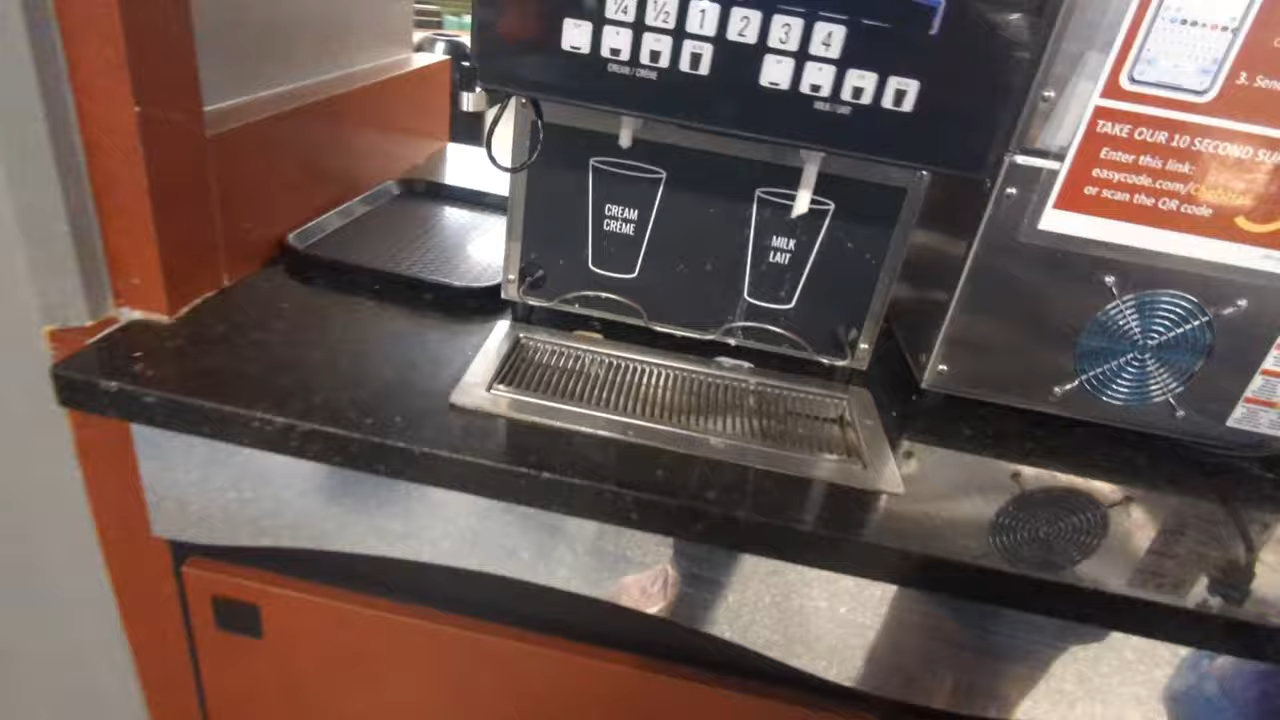 ¼ ½ 1 2 3 4
CREAM / CRÈME
MILK / LAIT
CREAM
CRÈME
MILK
LAIT
3. Sen
TAKE OUR 10 SECOND SU
Enter this link:
easycode.com/
or scan the QR code